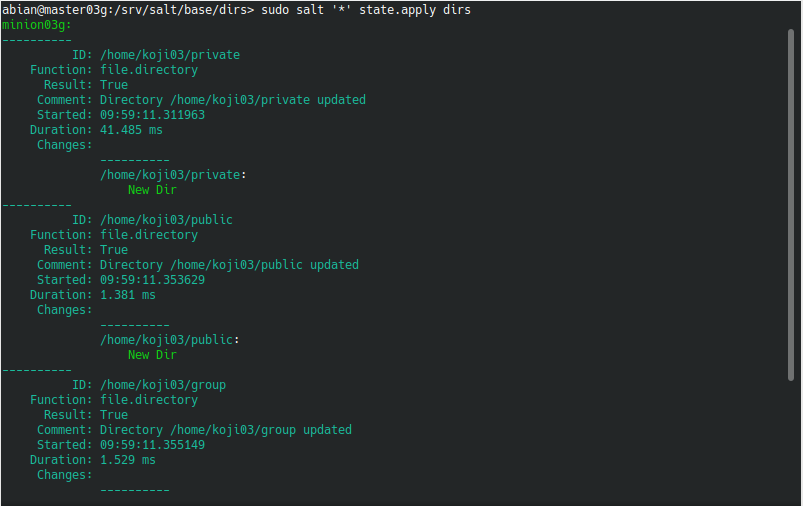 abian@master03g:/srv/salt/base/dirs> sudo salt '*' state.apply dirs
minion03g:
----------
          ID: /home/koji03/private
    Function: file.directory
      Result: True
     Comment: Directory /home/koji03/private updated
     Started: 09:59:11.311963
    Duration: 41.485 ms
     Changes:
              ----------
              /home/koji03/private:
                  New Dir
----------
          ID: /home/koji03/public
    Function: file.directory
      Result: True
     Comment: Directory /home/koji03/public updated
     Started: 09:59:11.353629
    Duration: 1.381 ms
     Changes:
              ----------
              /home/koji03/public:
                  New Dir
----------
          ID: /home/koji03/group
    Function: file.directory
      Result: True
     Comment: Directory /home/koji03/group updated
     Started: 09:59:11.355149
    Duration: 1.529 ms
     Changes:
              ----------